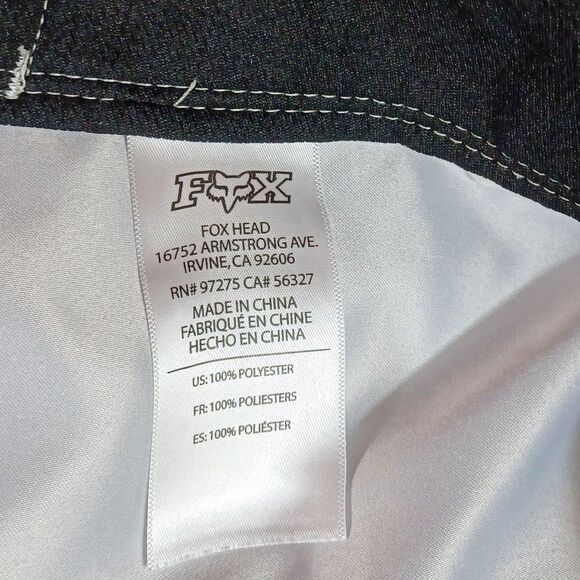 FOX
FOX HEAD
16752 ARMSTRONG AVE.
IRVINE, CA 92606
RN# 97275 CA# 56327
MADE IN CHINA
FABRIQUÉ EN CHINE
HECHO EN CHINA
US: 100% POLYESTER
FR: 100% POLIESTERS
ES: 100% POLIÉSTER